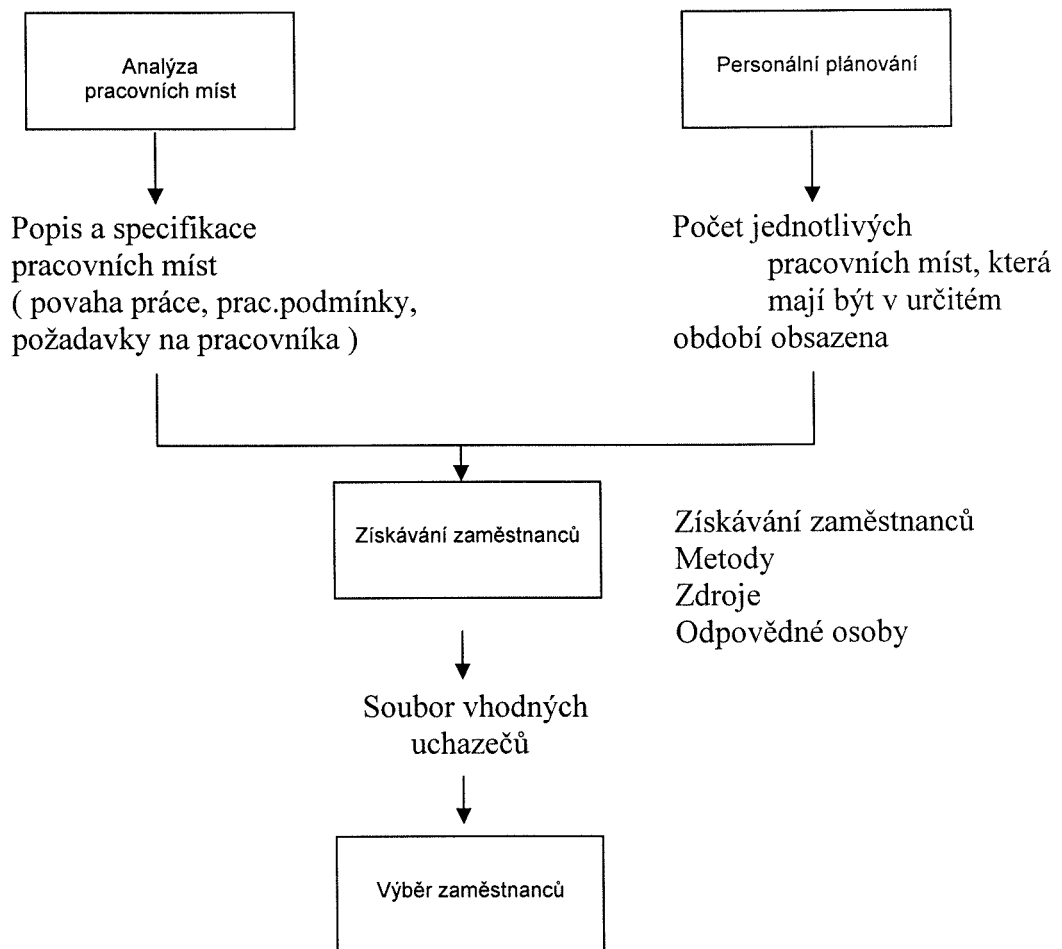 Analýza
pracovních míst
Personální plánování
Popis a specifikace
pracovních míst
( povaha práce, prac.podmínky,
požadavky na pracovníka )
Počet jednotlivých
pracovních míst, která
mají být v určitém
období obsazena
Získávání zaměstnanců
Získávání zaměstnanců
Metody
Zdroje
Odpovědné osoby
Soubor vhodných
uchazečů
Výběr zaměstnanců